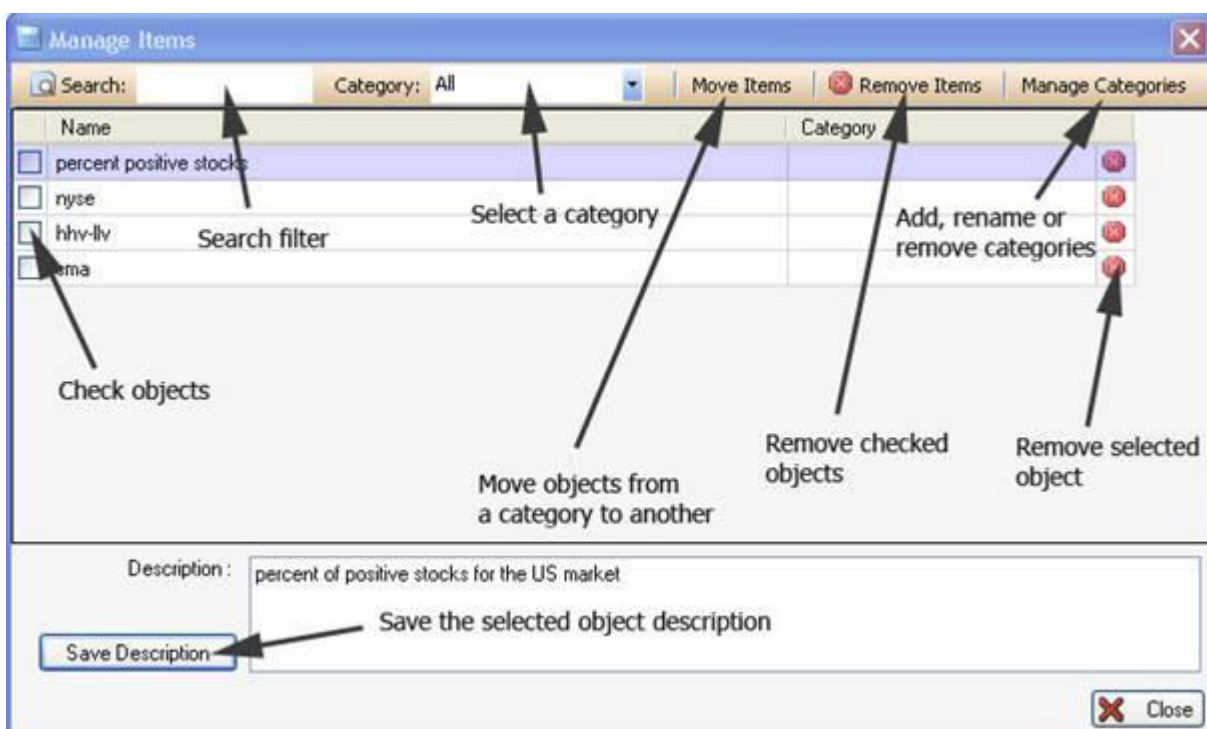 Manage Items
Search: Category: All Move Items Remove Items Manage Categories
Name Category
percent positive stocks
nyse
hhv-llv
Search filter
Select a category
Add, rename or
remove categories
Check objects
Move objects from
a category to another
Remove checked
objects
Remove selected
object
Description :
percent of positive stocks for the US market
Save the selected object description
Save Description
Close